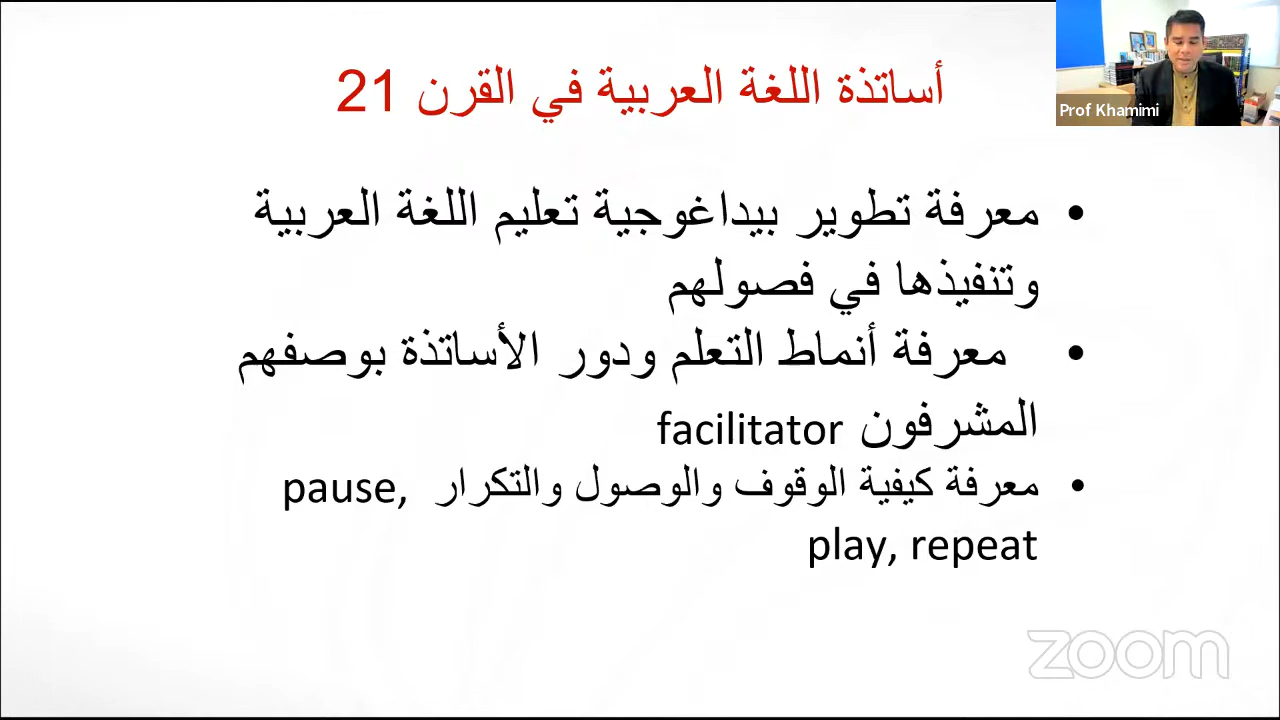 أساتذة اللغة العربية في القرن 21
Prof Khamimi
• معرفة تطوير بيداغوجية تعليم اللغة العربية
وتنفيذها في فصولهم
• معرفة أنماط التعلم ودور الأساتذة بوصفهم
المشرفون facilitator
• معرفة كيفية الوقوف والوصول والتكرار pause,
play, repeat
zoom